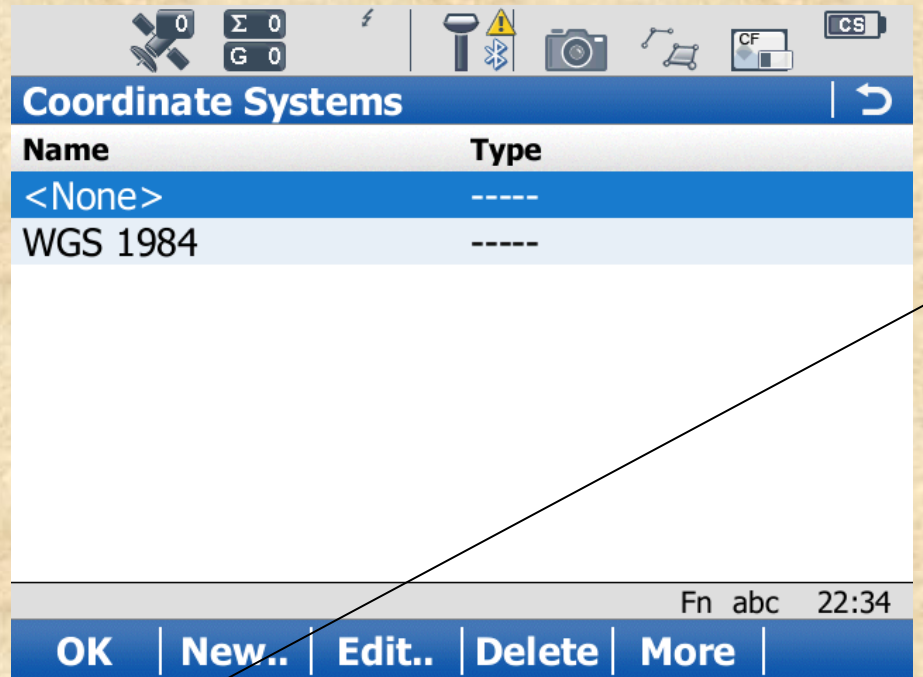 0 Σ 0 CS
G 0 CF
Coordinate Systems
Name Type
<None> -----
WGS 1984 -----
Fn abc 22:34
OK New.. Edit.. Delete More